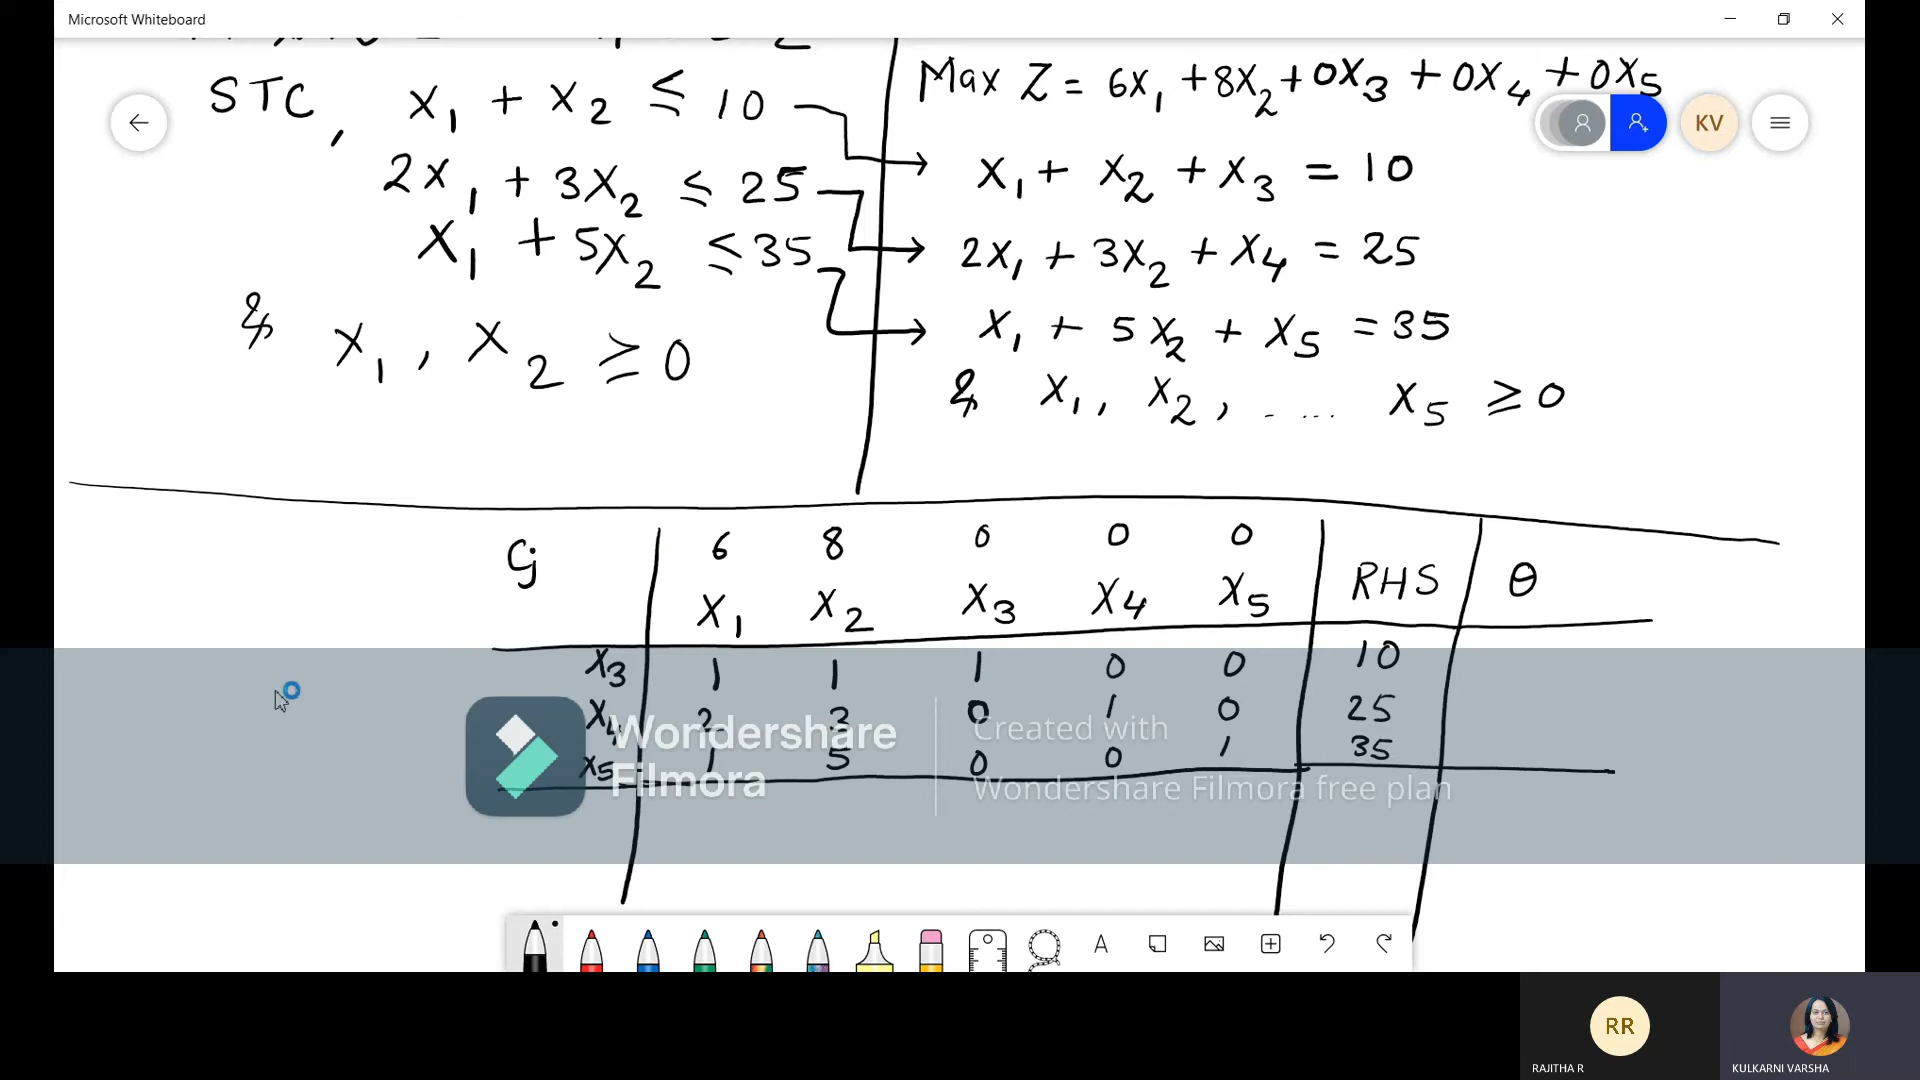 Microsoft Whiteboard
STC, x₁ + x₂ ≤ 10
2x₁ + 3x₂ ≤ 25
x₁ + 5x₂ ≤ 35
& x₁, x₂ ≥ 0
Max Z = 6x₁ + 8x₂ + 0x₃ + 0x₄ + 0x₅
x₁ + x₂ + x₃ = 10
2x₁ + 3x₂ + x₄ = 25
x₁ + 5x₂ + x₅ = 35
& x₁, x₂, ..... x₅ ≥ 0
KV
Cj 6 8 0 0 0
x₁ x₂ x₃ x₄ x₅ RHS θ
x₃ 1 1 1 0 0 10
x₄ 2 3 0 1 0 25
x₅ 1 5 0 0 1 35
Wondershare
Filmora
Created with
Wondershare Filmora free plan
A
RR
RAJITHA R
KULKARNI VARSHA